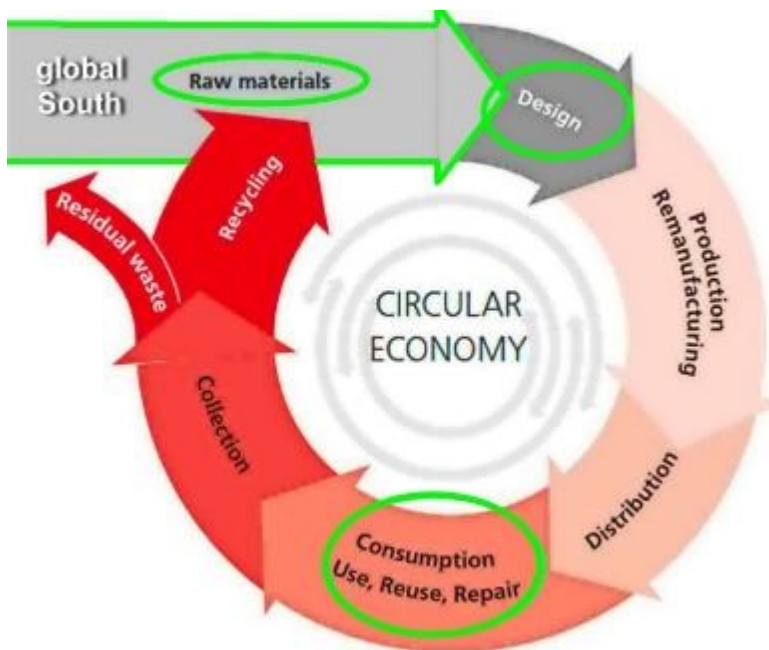 global
South
Raw materials
Design
Production
Remanufacturing
Distribution
Consumption
Use, Reuse, Repair
Collection
Recycling
Residual waste
CIRCULAR
ECONOMY